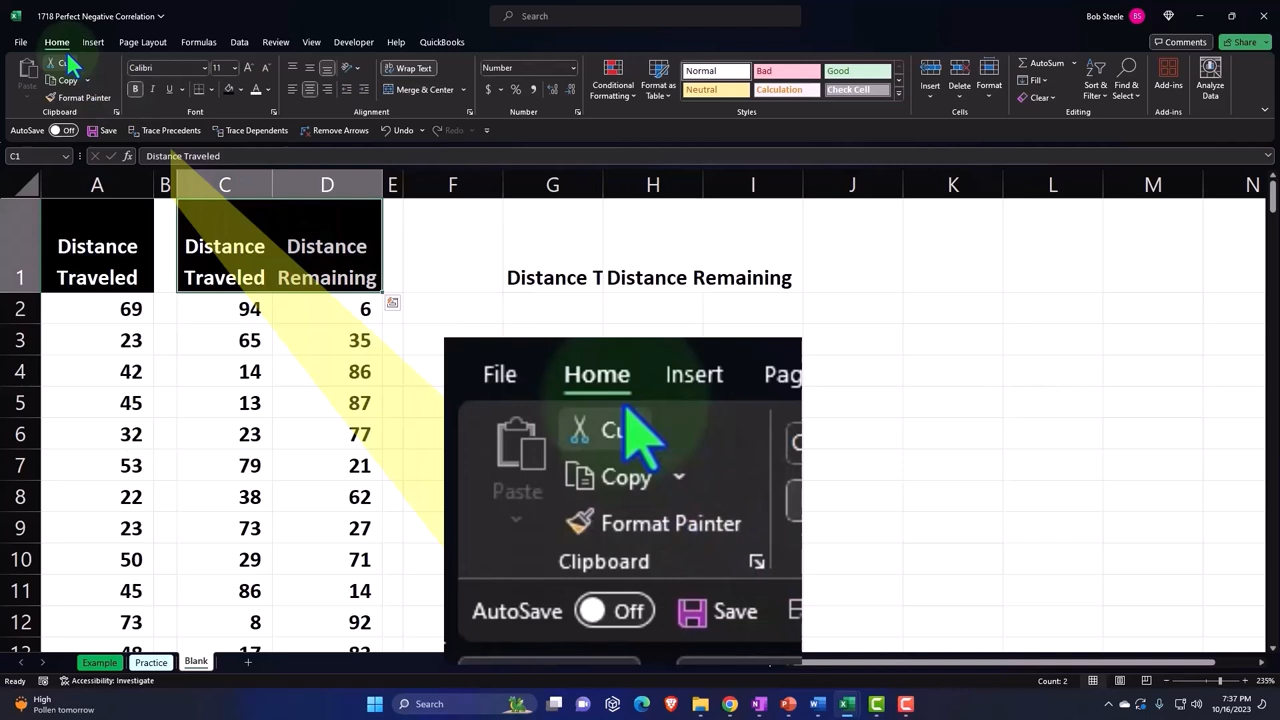 1718 Perfect Negative Correlation
Search
Bob Steele
BS
File Home Insert Page Layout Formulas Data Review View Developer Help QuickBooks
Comments Share
Calibri 11
Wrap Text
Number
Normal Bad Good
AutoSum
Copy
Format Painter
B I U
Merge & Center
$ %
Conditional Formatting
Format as Table
Neutral Calculation Check Cell
Insert Delete Format
Fill
Clear
Sort & Filter
Find & Select
Add-ins
Analyze Data
Clipboard Font Alignment Number Styles Cells Editing Add-ins
AutoSave Off Save Trace Precedents Trace Dependents Remove Arrows Undo Redo
C1 fx Distance Traveled
A B C D E F G H I J K L M N
1 Distance Traveled Distance Traveled Distance Remaining Distance T Distance Remaining
2 69 94 6
3 23 65 35
4 42 14 86
5 45 13 87
6 32 23 77
7 53 79 21
8 22 38 62
9 23 73 27
10 50 29 71
11 45 86 14
12 73 8 92
File Home Insert Pag
Paste
Cu
Copy
Format Painter
Clipboard
AutoSave Off Save
Example Practice Blank
Ready Accessibility: Investigate Count: 2 235%
High
Pollen tomorrow
Search
7:37 PM
10/16/2023